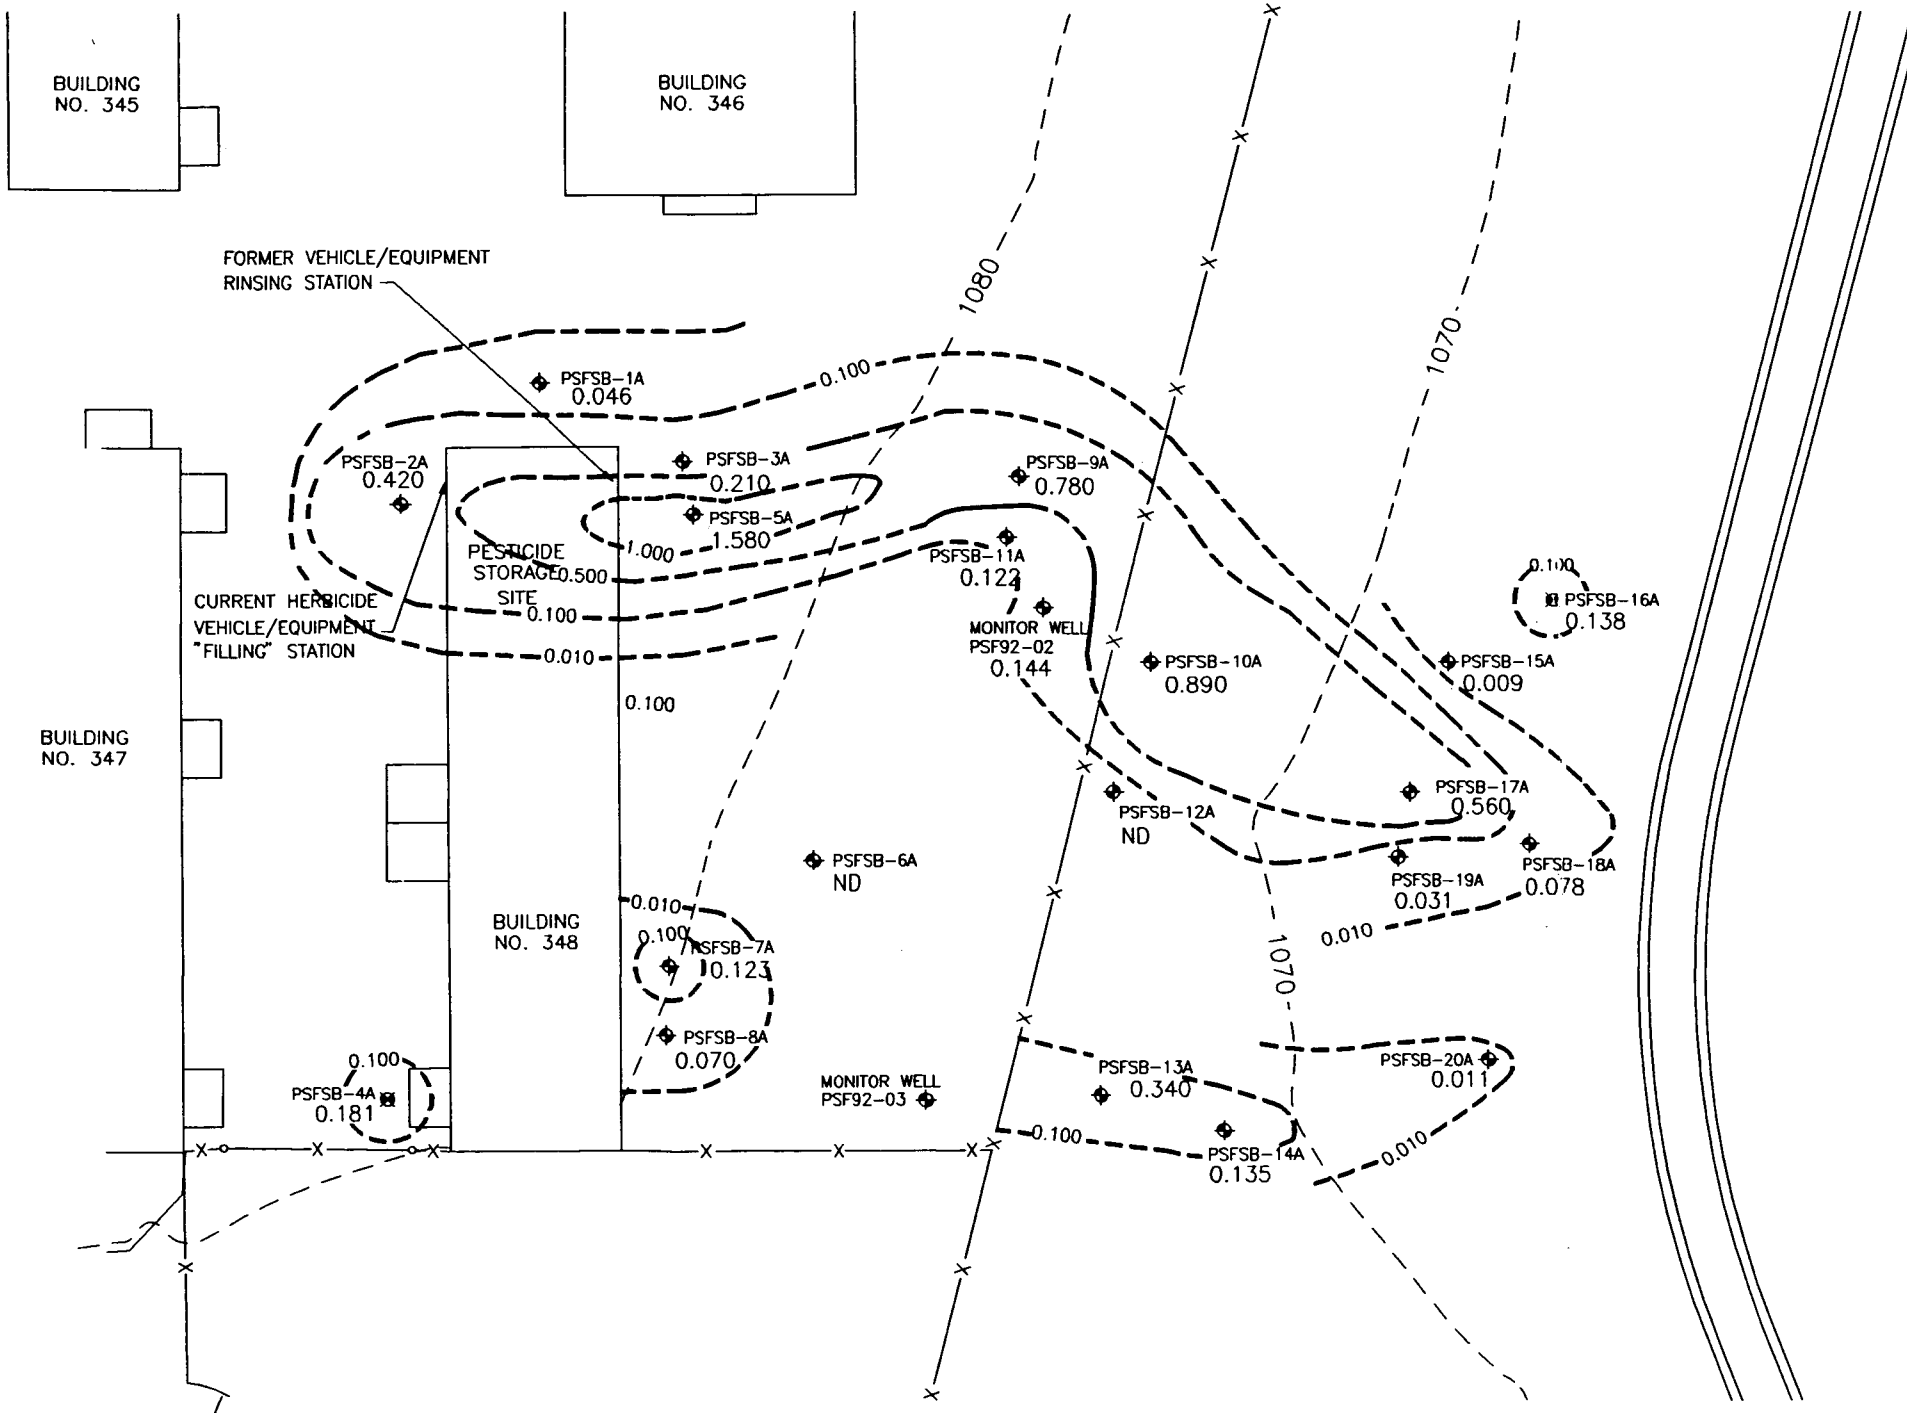 BUILDING
NO. 345
BUILDING
NO. 346
FORMER VEHICLE/EQUIPMENT
RINSING STATION
1080
1070
0.100
PSFSB-1A
0.046
PSFSB-2A
0.420
PSFSB-3A
0.210
PSFSB-9A
0.780
PSFSB-5A
1.580
1.000
PESTICIDE
STORAGE
SITE
0.500
0.100
0.010
PSFSB-11A
0.122
CURRENT HERBICIDE
VEHICLE/EQUIPMENT
"FILLING" STATION
MONITOR WELL
PSF92-02
0.144
PSFSB-10A
0.890
0.100
PSFSB-16A
0.138
PSFSB-15A
0.009
0.100
BUILDING
NO. 347
PSFSB-12A
ND
PSFSB-17A
0.560
PSFSB-6A
ND
PSFSB-19A
0.031
PSFSB-18A
0.078
0.010
0.010
BUILDING
NO. 348
0.100
PSFSB-7A
0.123
1070
PSFSB-8A
0.070
0.100
PSFSB-4A
0.181
MONITOR WELL
PSF92-03
PSFSB-13A
0.340
PSFSB-20A
0.011
0.100
PSFSB-14A
0.135
0.010